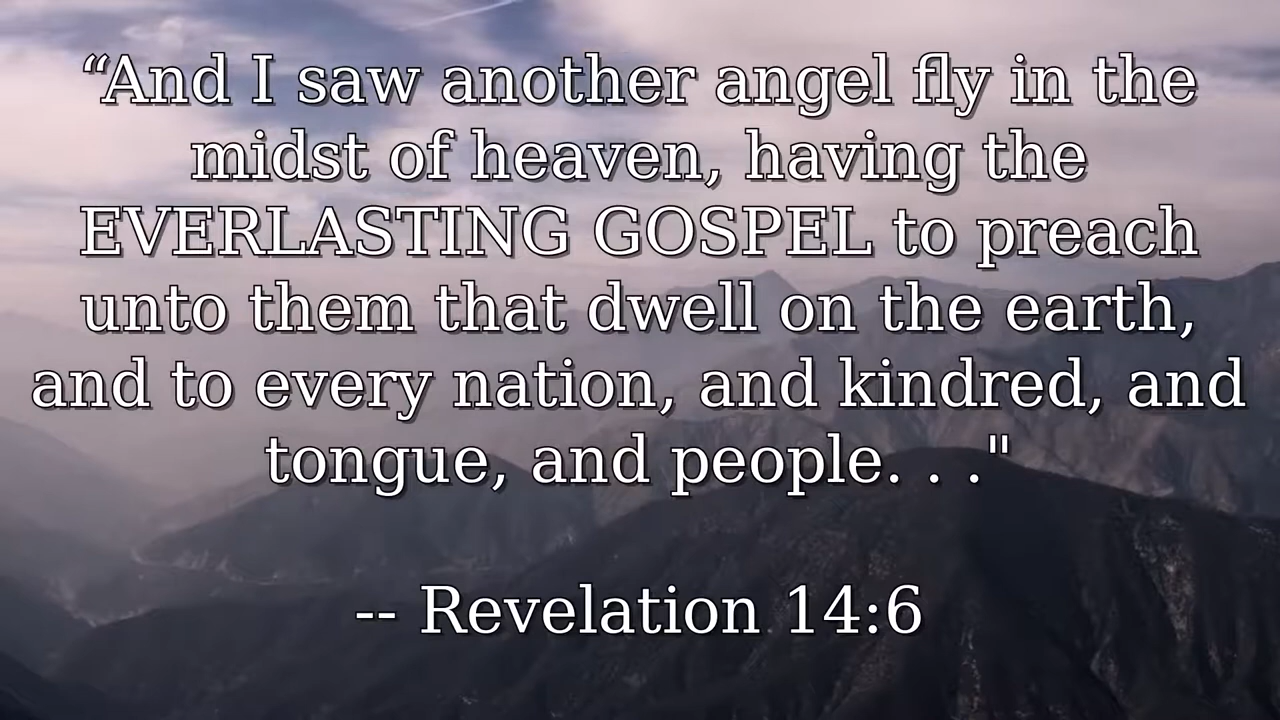 “And I saw another angel fly in the
midst of heaven, having the
EVERLASTING GOSPEL to preach
unto them that dwell on the earth,
and to every nation, and kindred, and
tongue, and people. . ."
-- Revelation 14:6